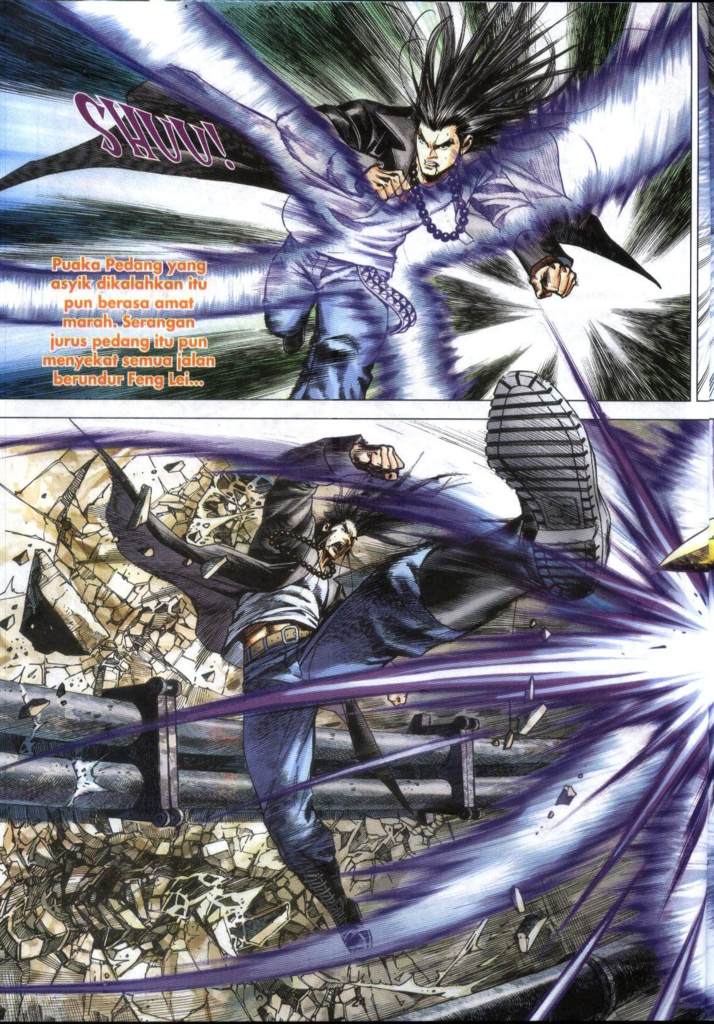 SHUU!
Puaka Pedang yang
asyik dikalahkan itu
pun berasa amat
marah. Serangan
jurus pedang itu pun
menyekat semua jalan
berundur Feng Lei...